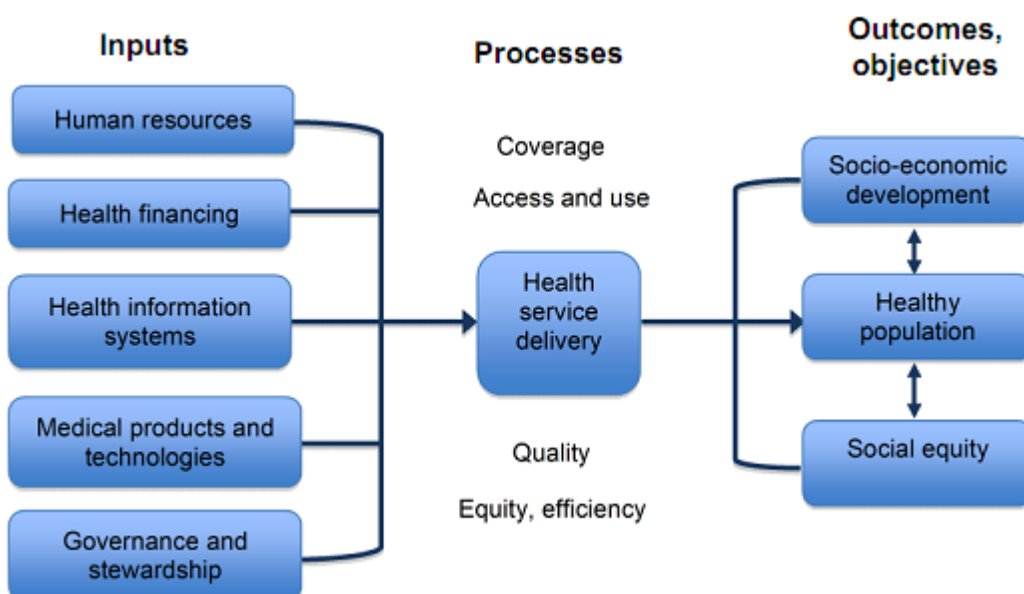 Inputs
Human resources
Health financing
Health information
systems
Medical products and
technologies
Governance and
stewardship
Processes
Coverage
Access and use
Health
service
delivery
Quality
Equity, efficiency
Outcomes,
objectives
Socio-economic
development
Healthy
population
Social equity